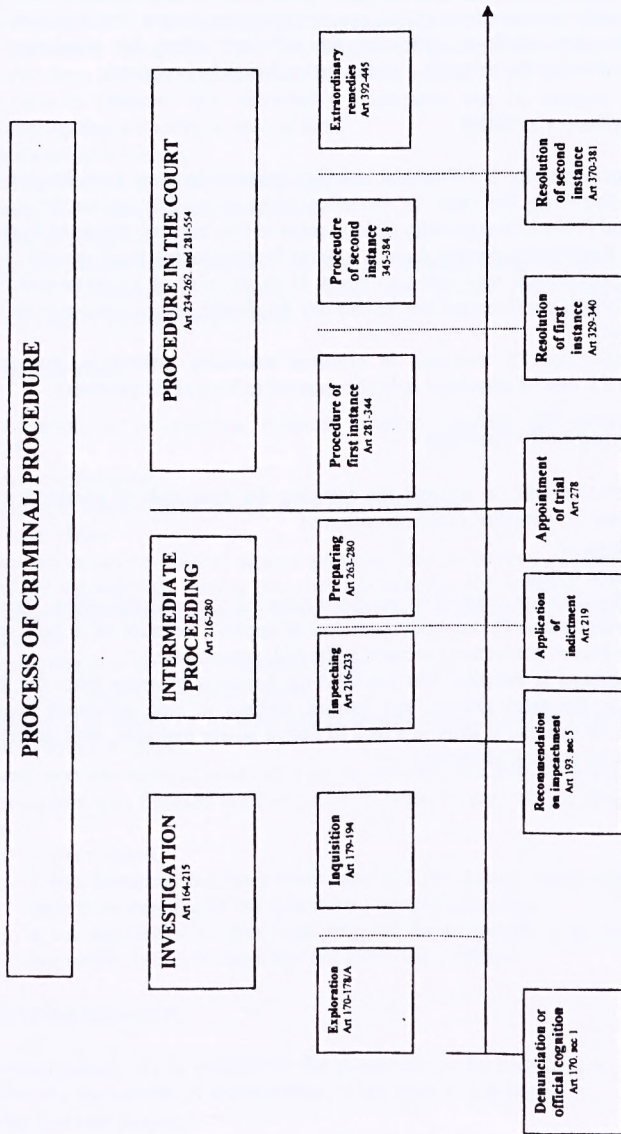 PROCESS OF CRIMINAL PROCEDURE
INVESTIGATION
Art 164-215
INTERMEDIATE
PROCEEDING
Art 216-280
PROCEDURE IN THE COURT
Art 234-262. and 281-554
Exploration
Art 170-178/A
Inquisition
Art 179-194
Impeaching
Art 216-233
Preparing
Art 263-280
Procedure of
first instance
Art 281-344
Proceudre
of second
instance
345-384. §
Extraordinary
remedies
Art 392-445
Denunciation or
official cognition
Art 170. sec 1
Recommendation
on impeachment
Art 193. sec 5
Application
of
indictment
Art 219
Appointment
of trial
Art 278
Resolution
of first
instance
Art 329-340
Resolution
of second
instance
Art 370-381